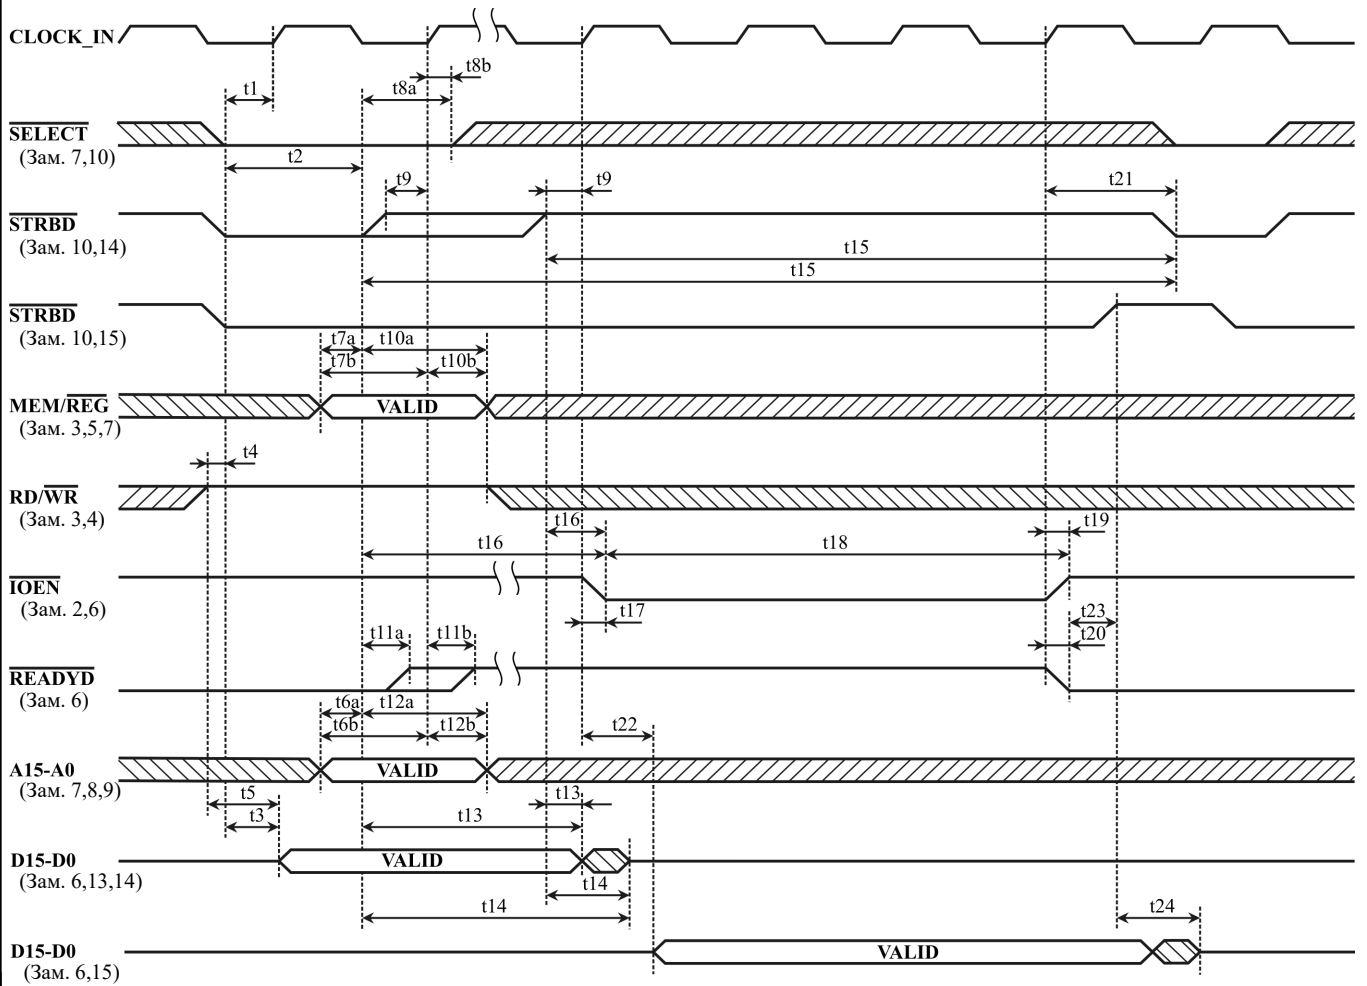 CLOCK_IN
t8b
t1
t8a
SELECT
(Зам. 7,10)
t2
t9
t9
t21
STRBD
(Зам. 10,14)
t15
t15
STRBD
(Зам. 10,15)
t7a
t10a
t7b
t10b
MEM/REG
VALID
(Зам. 3,5,7)
t4
RD/WR
(Зам. 3,4)
t16
t19
t16
t18
IOEN
(Зам. 2,6)
t17
t23
t11a
t11b
t20
READYD
(Зам. 6)
t6a
t12a
t6b
t12b
t22
A15-A0
VALID
(Зам. 7,8,9)
t5
t13
t3
t13
D15-D0
VALID
(Зам. 6,13,14)
t14
t14
t24
D15-D0
VALID
(Зам. 6,15)